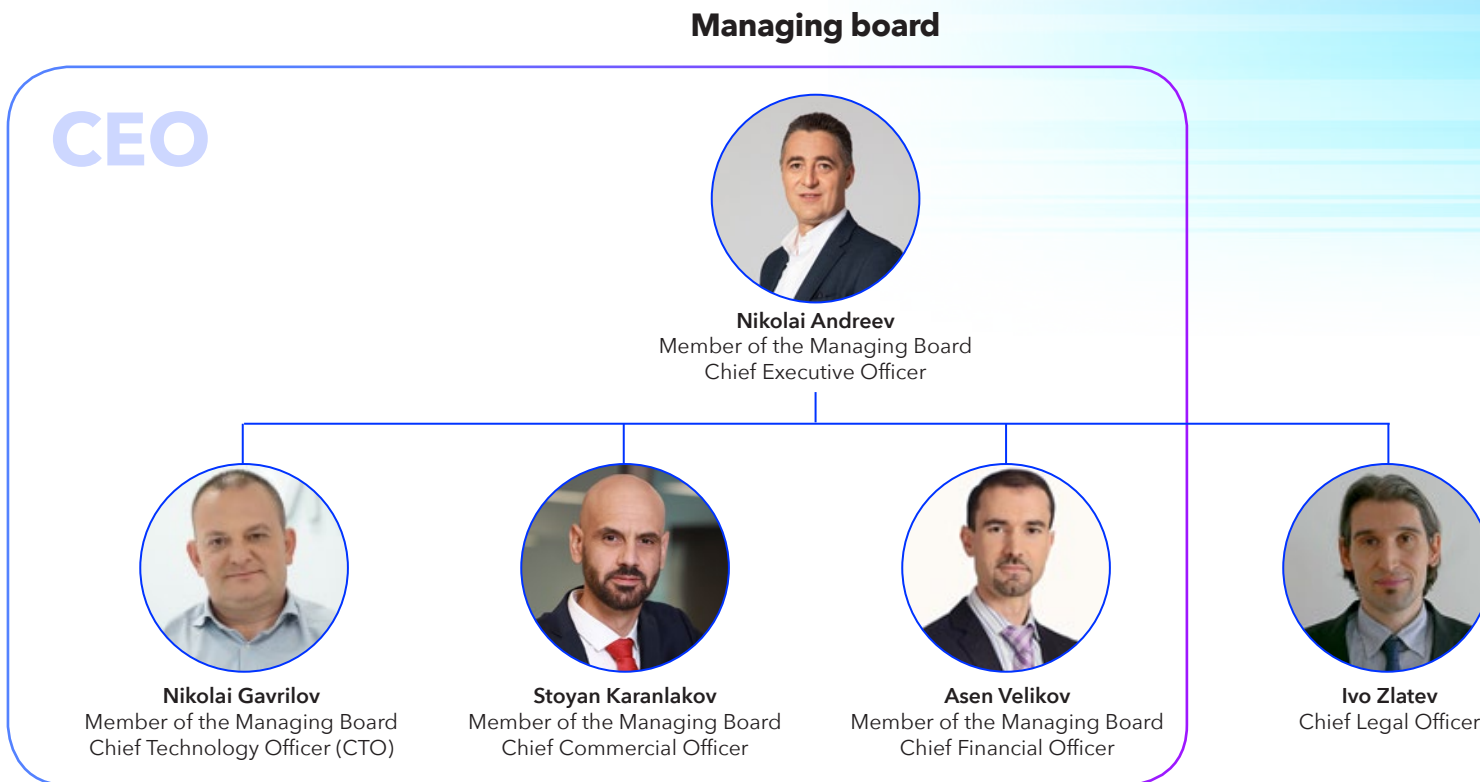 Managing board
CEO
Nikolai Andreev
Member of the Managing Board
Chief Executive Officer
Nikolai Gavrilov
Member of the Managing Board
Chief Technology Officer (CTO)
Stoyan Karanlakov
Member of the Managing Board
Chief Commercial Officer
Asen Velikov
Member of the Managing Board
Chief Financial Officer
Ivo Zlatev
Chief Legal Officer